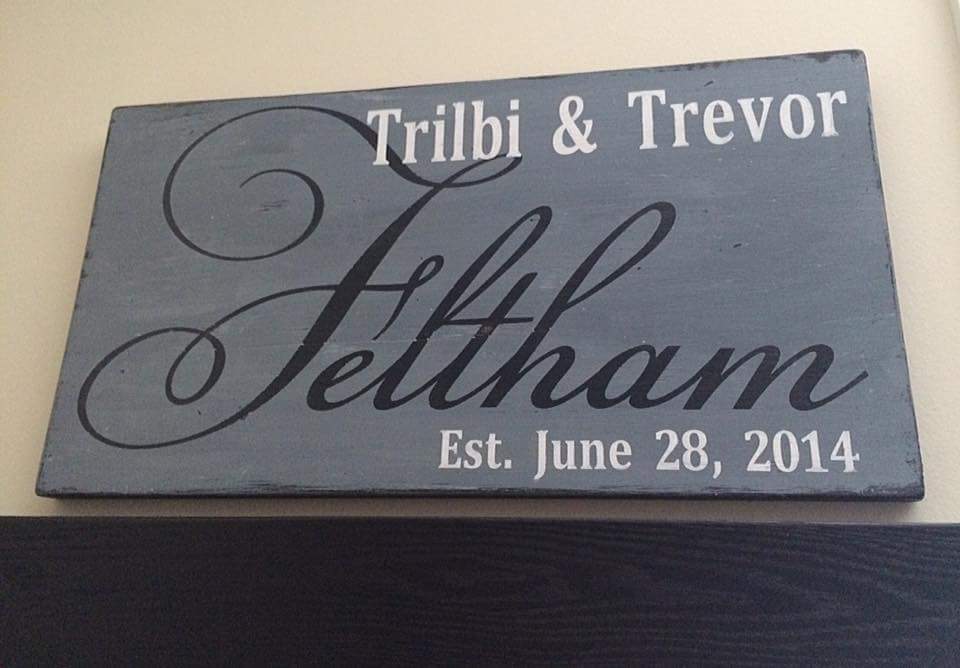 Trilbi & Trevor
Feltham
Est. June 28, 2014